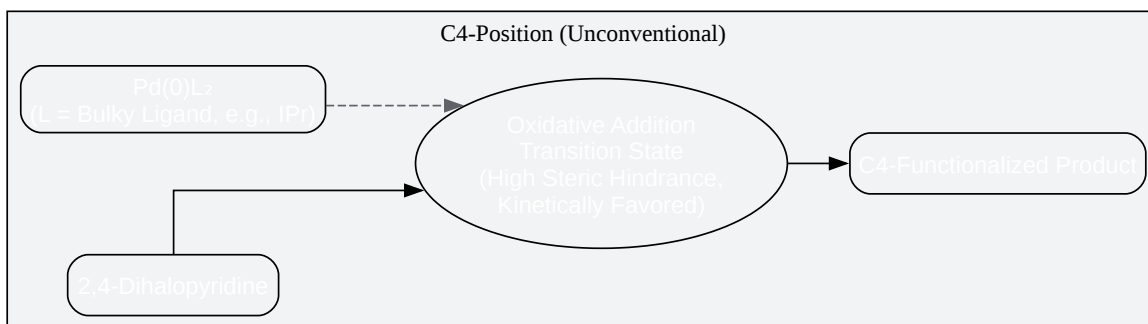 C4-Position (Unconventional)
Pd(0)L₂
(L = Bulky Ligand, e.g., IPr)
Oxidative Addition
Transition State
(High Steric Hindrance,
Kinetically Favored)
C4-Functionalized Product
2,4-Dihalopyridine